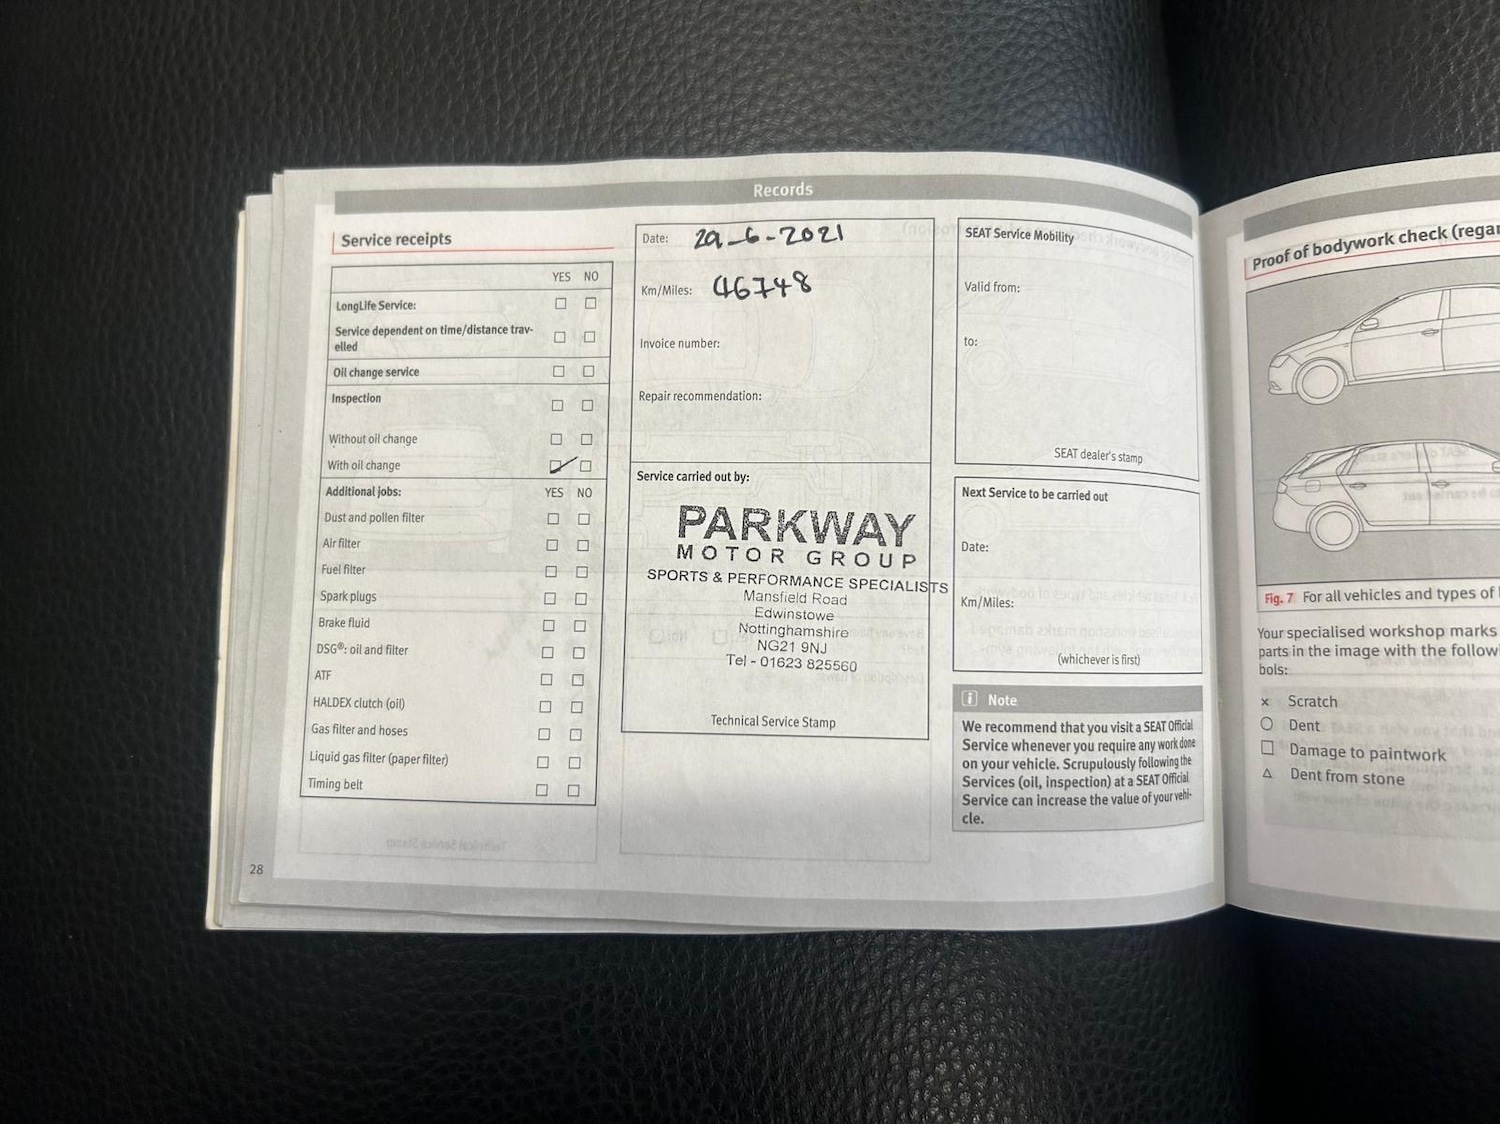 Records
Service receipts
YES NO
LongLife Service:
Service dependent on time/distance trav-
elled
Oil change service
Inspection
Without oil change
With oil change
Additional jobs: YES NO
Dust and pollen filter
Air filter
Fuel filter
Spark plugs
Brake fluid
DSG®: oil and filter
ATF
HALDEX clutch (oil)
Gas filter and hoses
Liquid gas filter (paper filter)
Timing belt
28
Date: 29-6-2021
Km/Miles: 46748
Invoice number:
Repair recommendation:
Service carried out by:
PARKWAY
MOTOR GROUP
SPORTS & PERFORMANCE SPECIALISTS
Mansfield Road
Edwinstowe
Nottinghamshire
NG21 9NJ
Tel - 01623 825560
Technical Service Stamp
SEAT Service Mobility
Valid from:
to:
SEAT dealer's stamp
Next Service to be carried out
Date:
Km/Miles:
(whichever is first)
i Note
We recommend that you visit a SEAT Official
Service whenever you require any work done
on your vehicle. Scrupulously following the
Services (oil, inspection) at a SEAT Official
Service can increase the value of your vehi-
cle.
Proof of bodywork check (regar
Fig. 7 For all vehicles and types of
Your specialised workshop marks
parts in the image with the followi
bols:
x Scratch
○ Dent
□ Damage to paintwork
△ Dent from stone